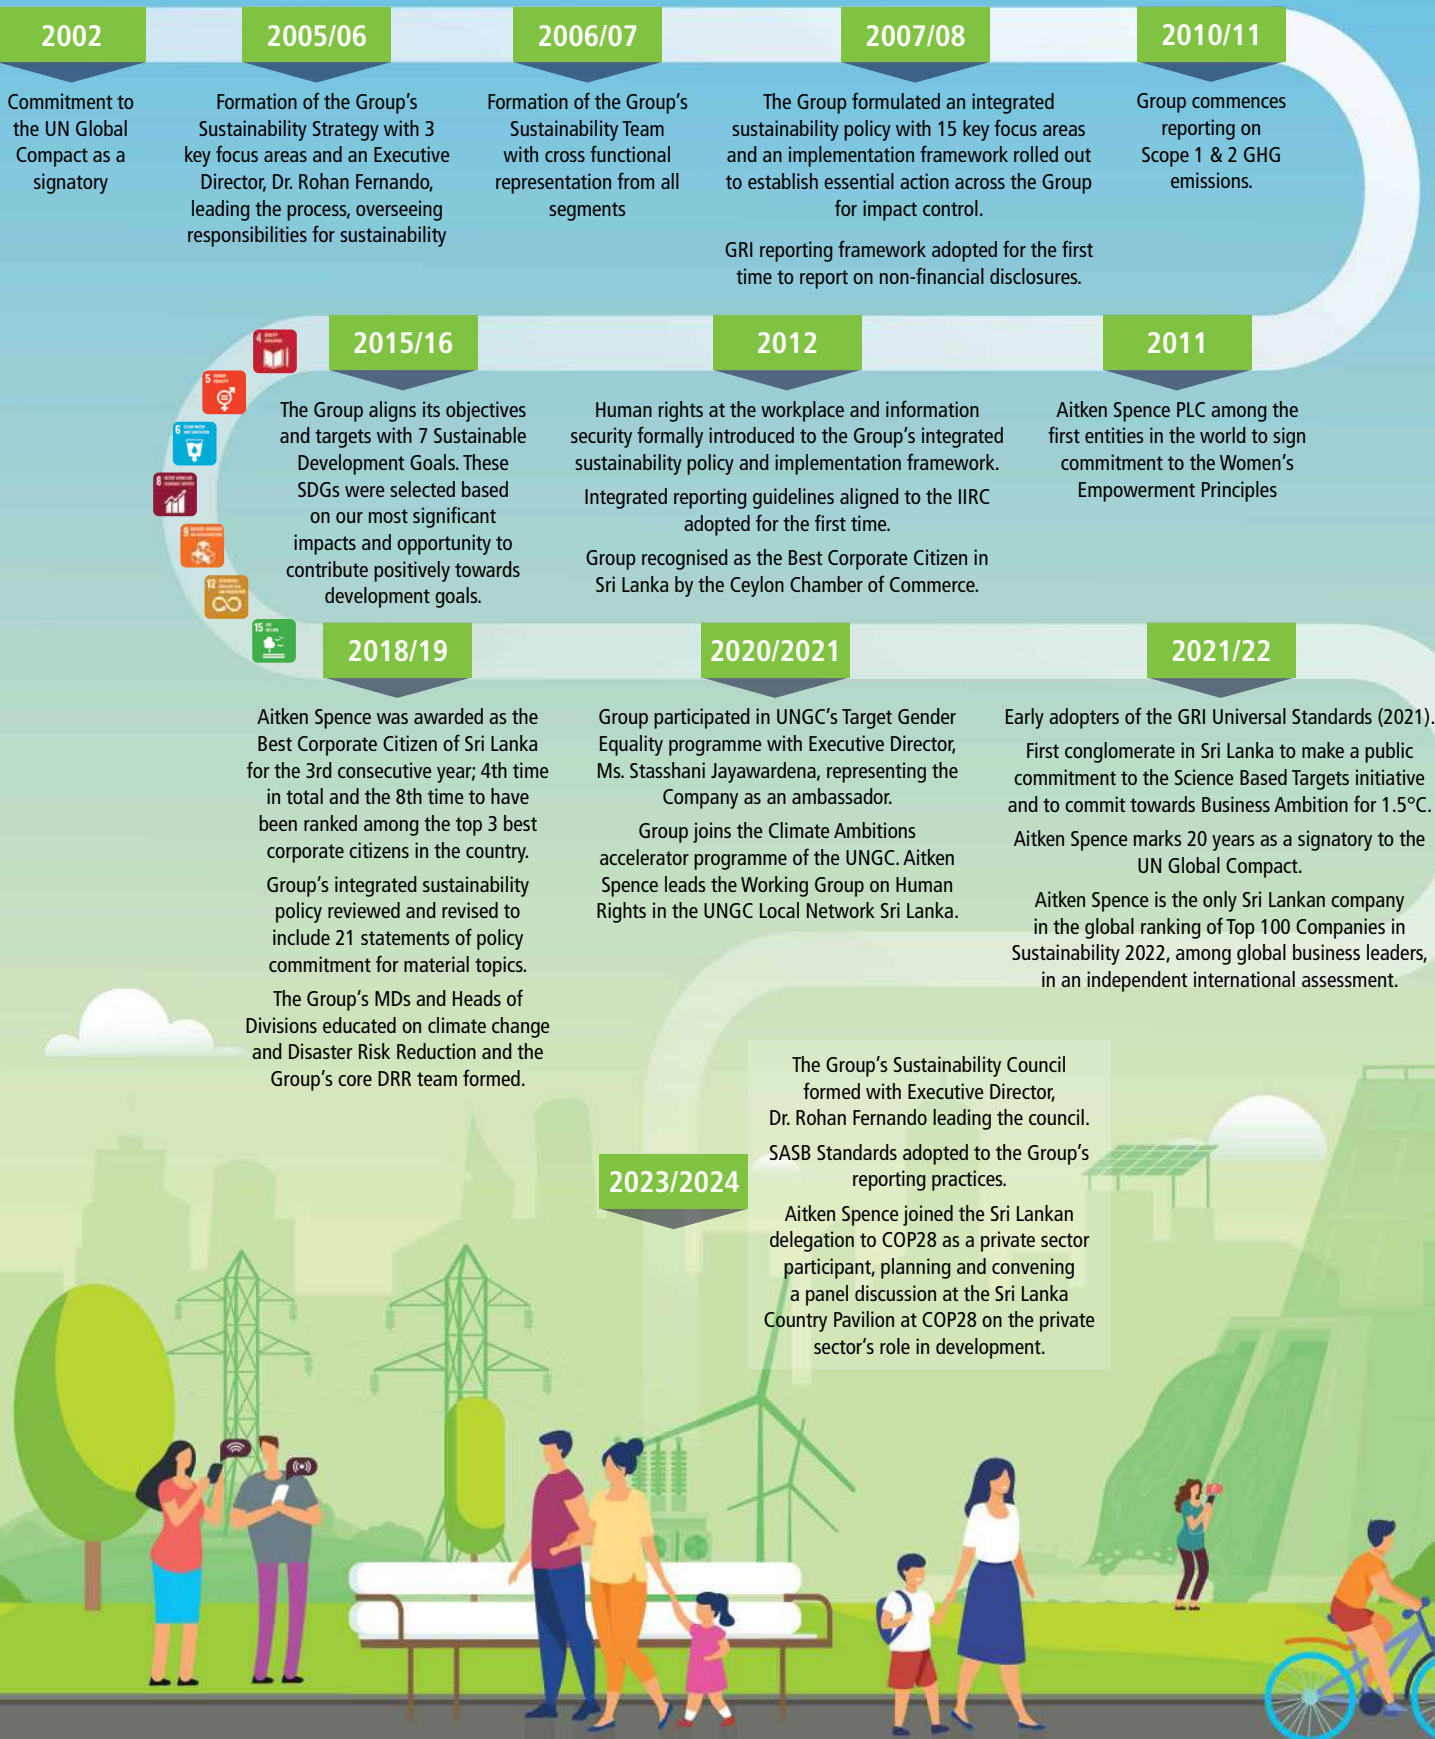 2002
Commitment to
the UN Global
Compact as a
signatory
2005/06
Formation of the Group's
Sustainability Strategy with 3
key focus areas and an Executive
Director, Dr. Rohan Fernando,
leading the process, overseeing
responsibilities for sustainability
2006/07
Formation of the Group's
Sustainability Team
with cross functional
representation from all
segments
2007/08
The Group formulated an integrated
sustainability policy with 15 key focus areas
and an implementation framework rolled out
to establish essential action across the Group
for impact control.
GRI reporting framework adopted for the first
time to report on non-financial disclosures.
2010/11
Group commences
reporting on
Scope 1 & 2 GHG
emissions.
2011
Aitken Spence PLC among the
first entities in the world to sign
commitment to the Women's
Empowerment Principles
2012
Human rights at the workplace and information
security formally introduced to the Group's integrated
sustainability policy and implementation framework.
Integrated reporting guidelines aligned to the IIRC
adopted for the first time.
Group recognised as the Best Corporate Citizen in
Sri Lanka by the Ceylon Chamber of Commerce.
2015/16
The Group aligns its objectives
and targets with 7 Sustainable
Development Goals. These
SDGs were selected based
on our most significant
impacts and opportunity to
contribute positively towards
development goals.
4
5
6
8
9
12
15
2018/19
Aitken Spence was awarded as the
Best Corporate Citizen of Sri Lanka
for the 3rd consecutive year; 4th time
in total and the 8th time to have
been ranked among the top 3 best
corporate citizens in the country.
Group's integrated sustainability
policy reviewed and revised to
include 21 statements of policy
commitment for material topics.
The Group's MDs and Heads of
Divisions educated on climate change
and Disaster Risk Reduction and the
Group's core DRR team formed.
2020/2021
Group participated in UNGC's Target Gender
Equality programme with Executive Director,
Ms. Stasshani Jayawardena, representing the
Company as an ambassador.
Group joins the Climate Ambitions
accelerator programme of the UNGC. Aitken
Spence leads the Working Group on Human
Rights in the UNGC Local Network Sri Lanka.
2021/22
Early adopters of the GRI Universal Standards (2021).
First conglomerate in Sri Lanka to make a public
commitment to the Science Based Targets initiative
and to commit towards Business Ambition for 1.5°C.
Aitken Spence marks 20 years as a signatory to the
UN Global Compact.
Aitken Spence is the only Sri Lankan company
in the global ranking of Top 100 Companies in
Sustainability 2022, among global business leaders,
in an independent international assessment.
2023/2024
The Group's Sustainability Council
formed with Executive Director,
Dr. Rohan Fernando leading the council.
SASB Standards adopted to the Group's
reporting practices.
Aitken Spence joined the Sri Lankan
delegation to COP28 as a private sector
participant, planning and convening
a panel discussion at the Sri Lanka
Country Pavilion at COP28 on the private
sector's role in development.